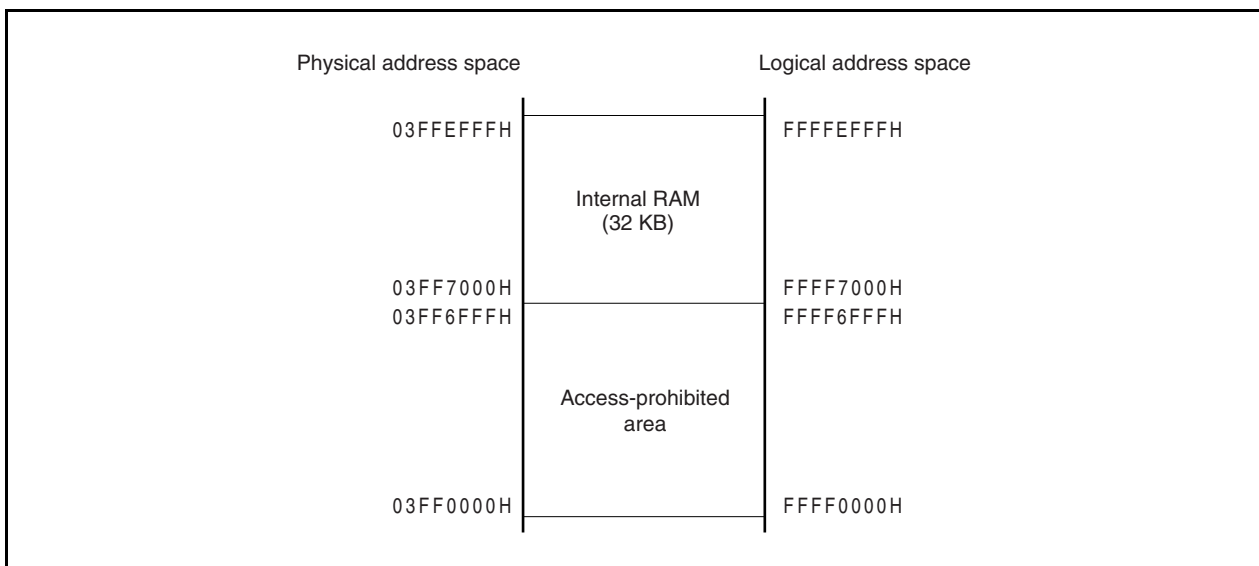 Physical address space
Logical address space
03FFEFFFH
FFFFEFFFH
Internal RAM
(32 KB)
03FF7000H
FFFF7000H
03FF6FFFH
FFFF6FFFH
Access-prohibited
area
03FF0000H
FFFF0000H